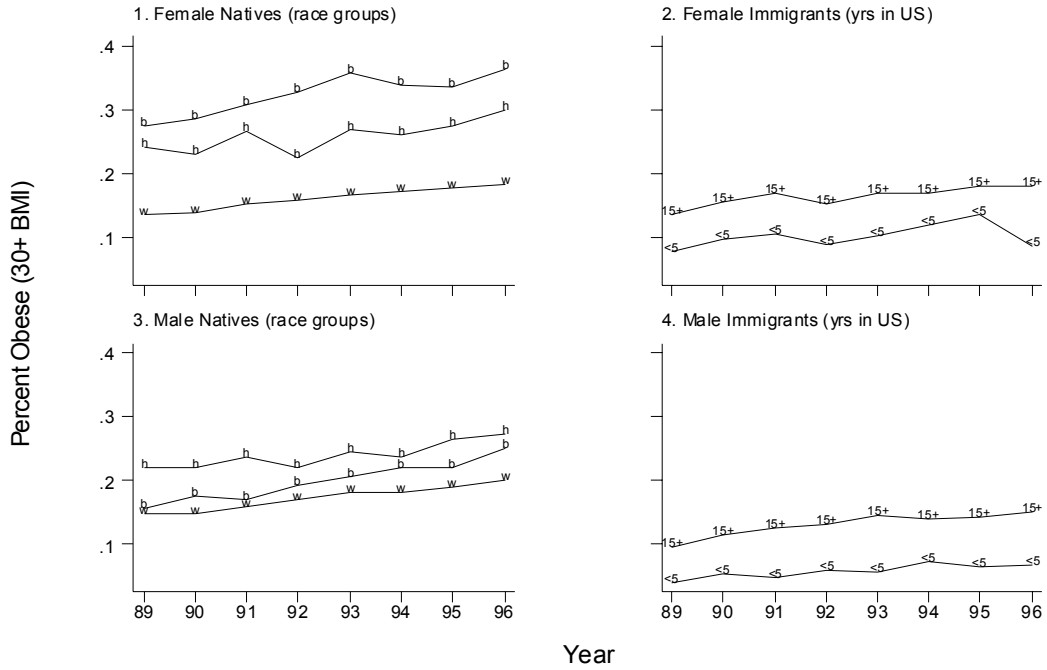 1. Female Natives (race groups)
2. Female Immigrants (yrs in US)
.4
.3
.2
.1
b b b b b b b b
h h h h h h h h
w w w w w w w w
15+ 15+ 15+ 15+ 15+ 15+ 15+ 15+
<5 <5 <5 <5 <5 <5 <5 <5
3. Male Natives (race groups)
4. Male Immigrants (yrs in US)
.4
.3
.2
.1
h h h h h h h h
b b b b b b b b
w w w w w w w w
15+ 15+ 15+ 15+ 15+ 15+ 15+ 15+
<5 <5 <5 <5 <5 <5 <5 <5
89 90 91 92 93 94 95 96
89 90 91 92 93 94 95 96
Percent Obese (30+ BMI)
Year